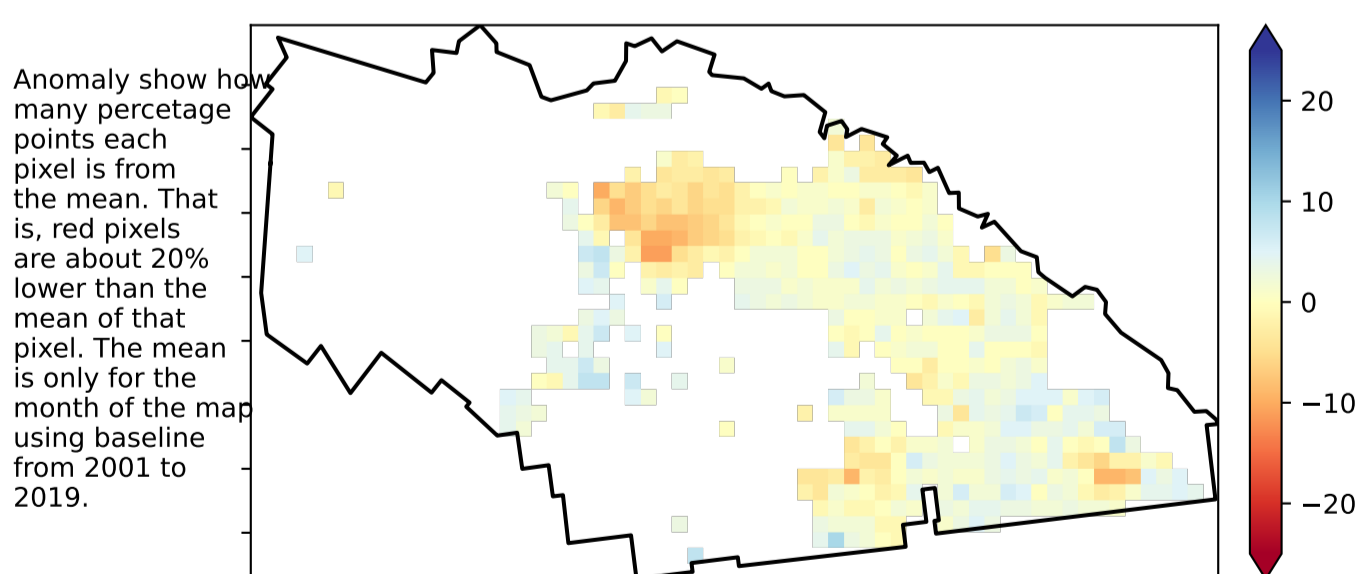 Anomaly show how
many percetage
points each
pixel is from
the mean. That
is, red pixels
are about 20%
lower than the
mean of that
pixel. The mean
is only for the
month of the map
using baseline
from 2001 to
2019.
20
10
0
−10
−20